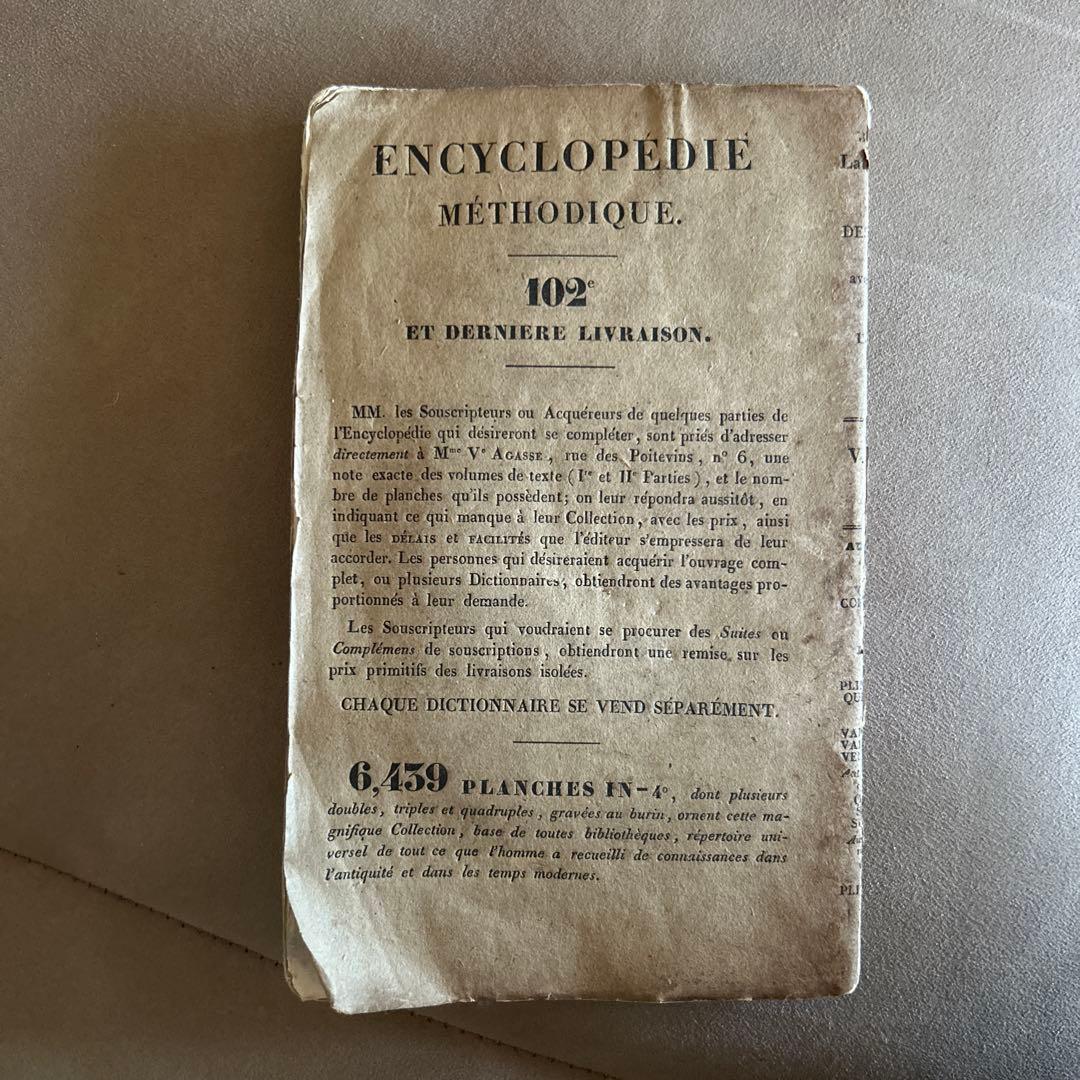 ENCYCLOPÉDIE
MÉTHODIQUE.
102e
ET DERNIERE LIVRAISON.
MM. les Souscripteurs ou Acquéreurs de quelques parties de
l'Encyclopédie qui désireront se compléter, sont priés d'adresser
directement à Mme Ve AGASSE, rue des Poitevins, n° 6, une
note exacte des volumes de texte (Ire et IIe Parties), et le nom-
bre de planches qu'ils possèdent; on leur répondra aussitôt, en
indiquant ce qui manque à leur Collection, avec les prix, ainsi
que les DÉLAIS et FACILITÉS que l'éditeur s'empressera de leur
accorder. Les personnes qui désireraient acquérir l'ouvrage com-
plet, ou plusieurs Dictionnaires, obtiendront des avantages pro-
portionnés à leur demande.
Les Souscripteurs qui voudraient se procurer des Suites ou
Complémens de souscriptions, obtiendront une remise sur les
prix primitifs des livraisons isolées.
CHAQUE DICTIONNAIRE SE VEND SÉPARÉMENT.
6,439 PLANCHES IN-4°, dont plusieurs
doubles, triples et quadruples, gravées au burin, ornent cette ma-
gnifique Collection, base de toutes bibliothèques, répertoire uni-
versel de tout ce que l'homme a recueilli de connaissances dans
l'antiquité et dans les temps modernes.
DE
V.
PLI
QU
VA
VA
VE